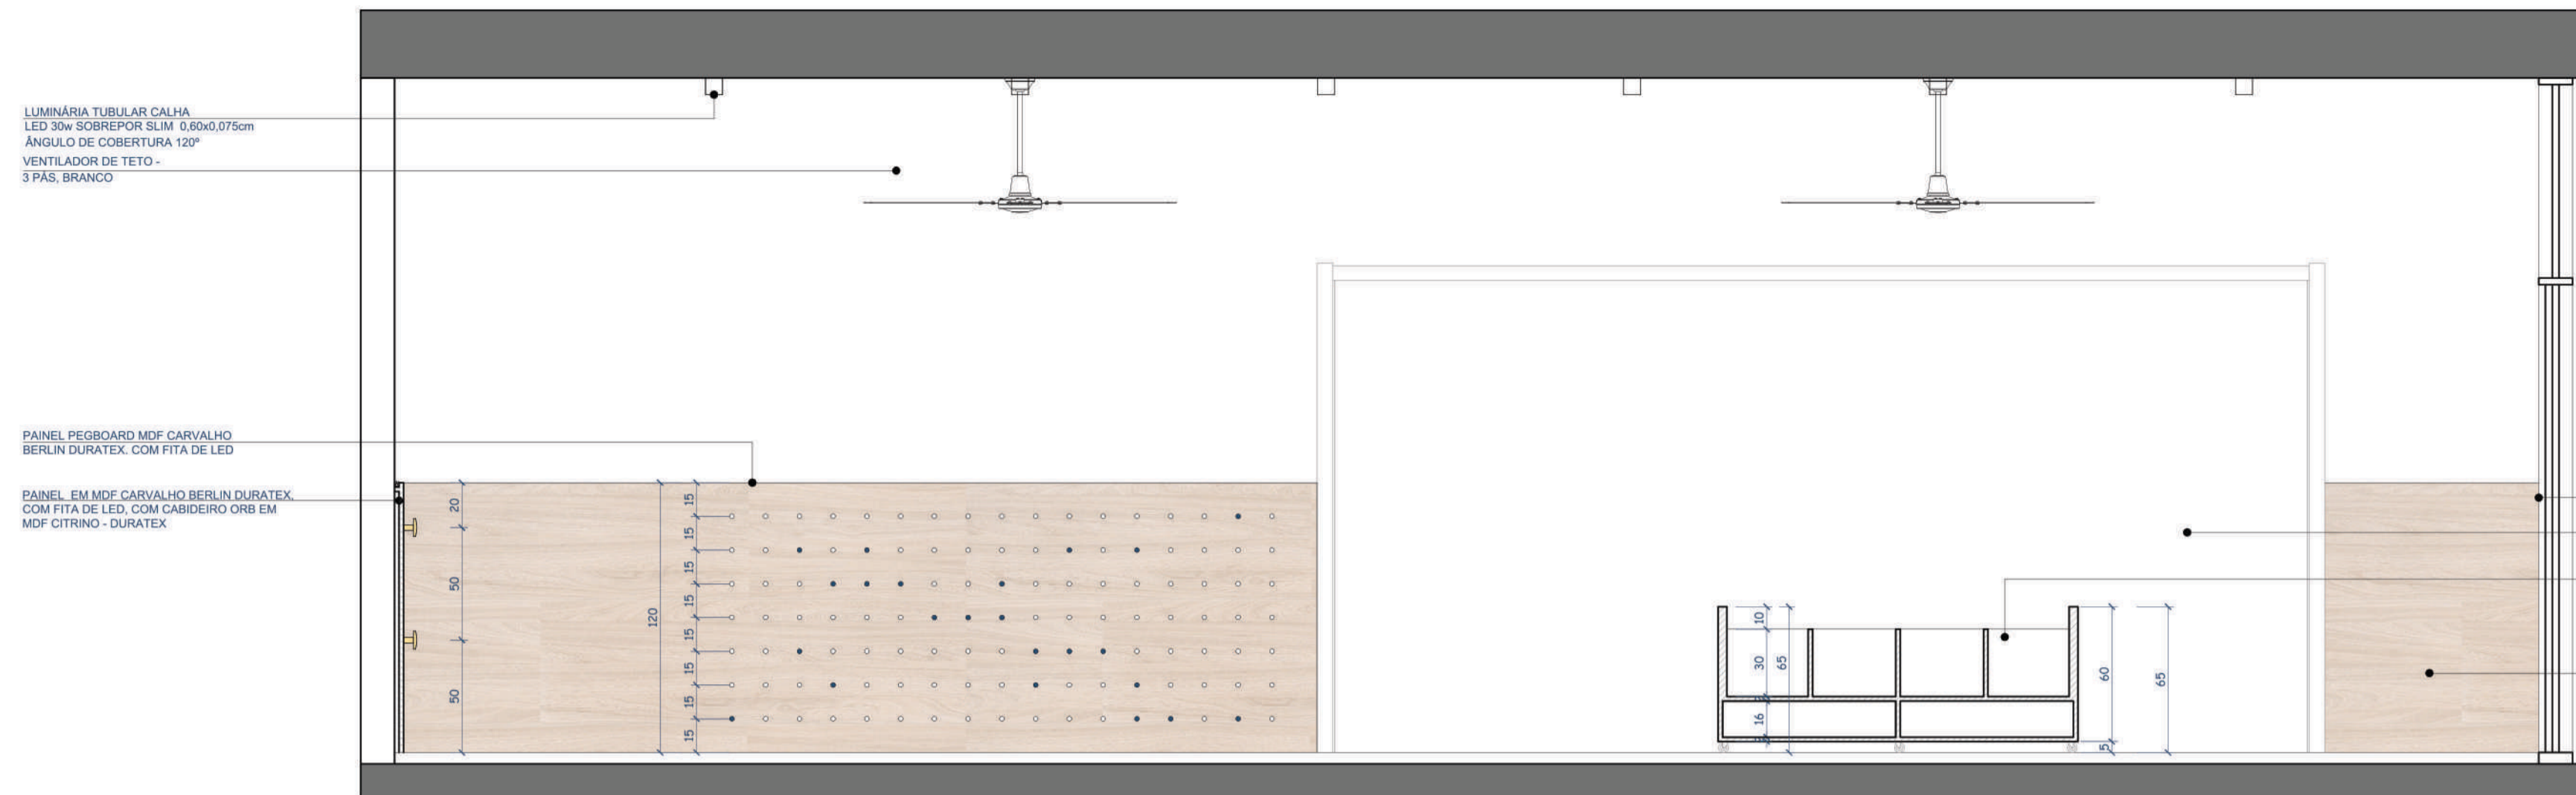 LUMINÁRIA TUBULAR CALHA
LED 30w SOBREPOR SLIM 0,60x0,075cm
ÂNGULO DE COBERTURA 120º
VENTILADOR DE TETO -
3 PÁS, BRANCO
PAINEL PEGBOARD MDF CARVALHO
BERLIN DURATEX. COM FITA DE LED
PAINEL EM MDF CARVALHO BERLIN DURATEX,
COM FITA DE LED, COM CABIDEIRO ORB EM
MDF CITRINO - DURATEX
20
50
50
120
15
15
15
15
15
15
15
15
10
30
16
65
60
5
65